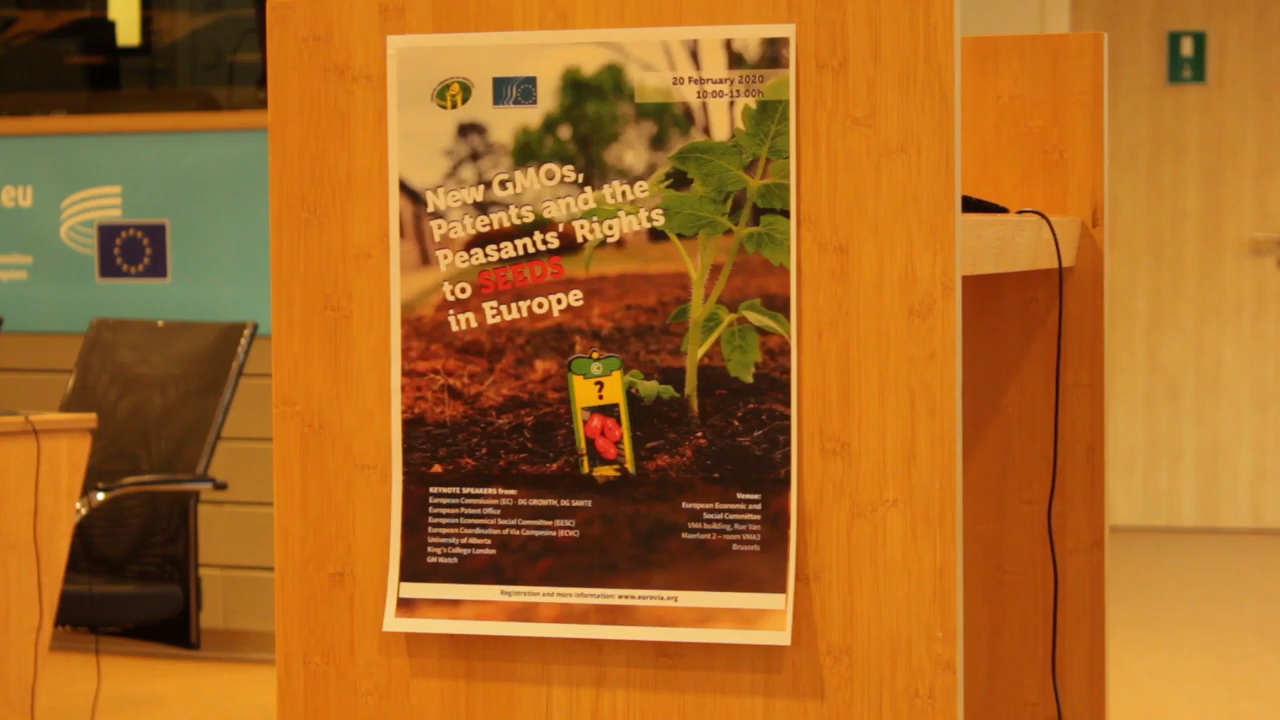 .eu
20 February 2020
10:00-13:00h
New GMOs,
Patents and the
Peasants' Rights
to SEEDS
in Europe
?
KEYNOTE SPEAKERS from:
European Commission (EC) - DG GROWTH, DG SANTE
European Patent Office
European Economical Social Committee (EESC)
European Coordination of Via Campesina (ECVC)
University of Alberta
King's College London
GM Watch
Venue:
European Economic and
Social Committee
VMA building, Rue Van
Maerlant 2 – room VMA3
Brussels
Registration and more information: www.eurovia.org